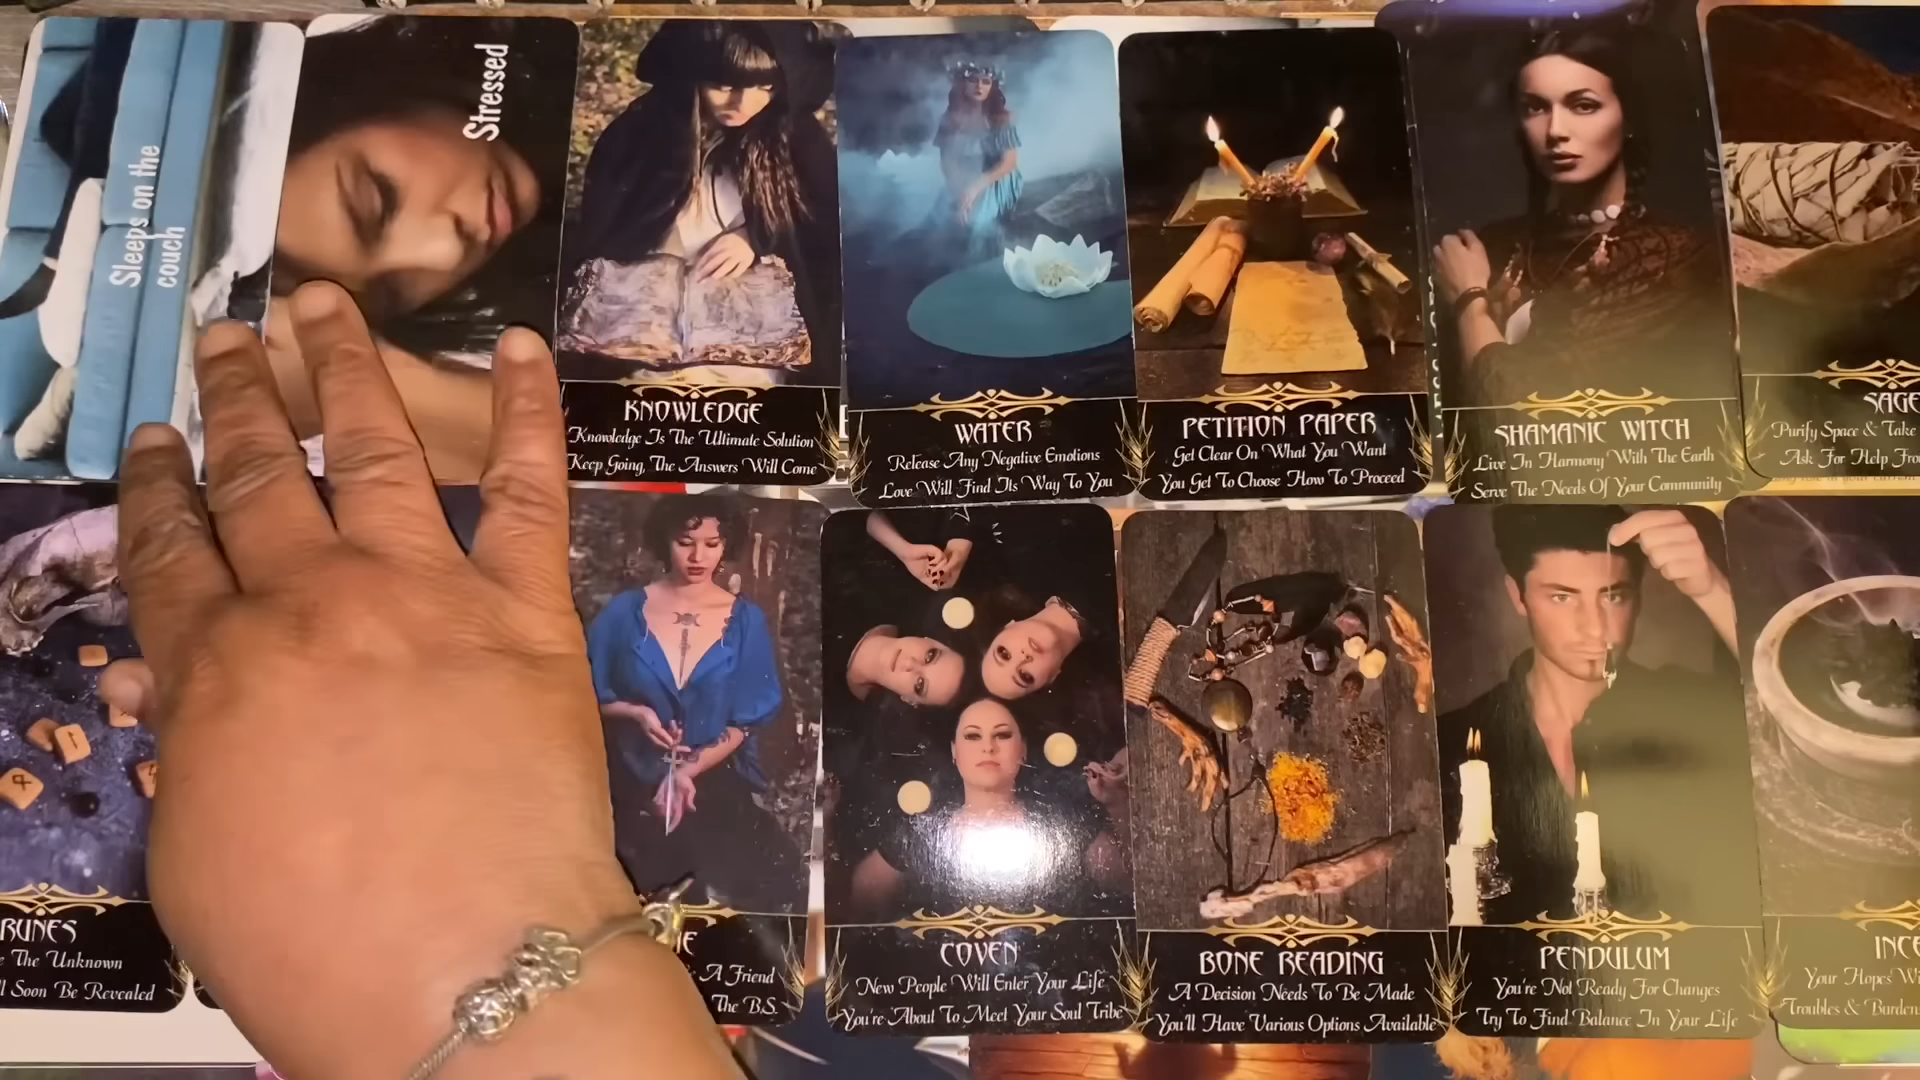 Sleeps on the
couch
Stressed
KNOWLEDGE
Knowledge Is The Ultimate Solution
Keep Going, The Answers Will Come
WATER
Release Any Negative Emotions
Love Will Find Its Way To You
PETITION PAPER
Get Clear On What You Want
You Get To Choose How To Proceed
SHAMANIC WITCH
Live In Harmony With The Earth
Serve The Needs Of Your Community
SAGE
Purify Space & Take
Ask For Help From
RUNES
The Unknown
Soon Be Revealed
A Friend
The B.S.
COVEN
New People Will Enter Your Life
You're About To Meet Your Soul Tribe
BONE READING
A Decision Needs To Be Made
You'll Have Various Options Available
PENDULUM
You're Not Ready For Changes
Try To Find Balance In Your Life
INCE
Your Hopes
Troubles & Burdens